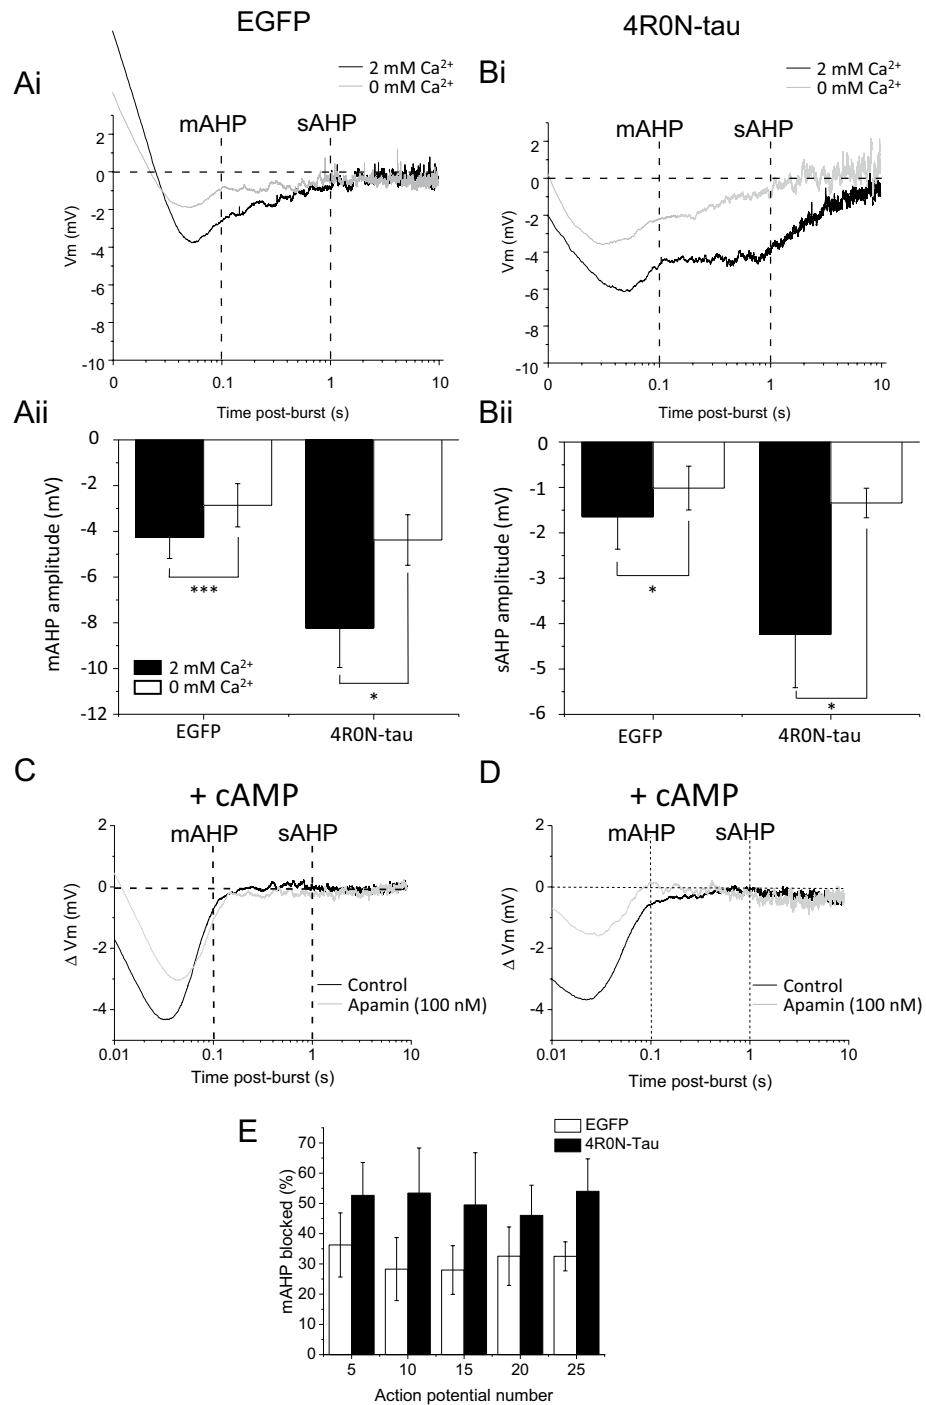 EGFP
4R0N-tau
Ai
2 mM Ca²⁺
0 mM Ca²⁺
mAHP
sAHP
2
0
-2
-4
-6
-8
-10
Vm (mV)
0
0.1
1
10
Time post-burst (s)
Bi
2 mM Ca²⁺
0 mM Ca²⁺
mAHP
sAHP
2
0
-2
-4
-6
-8
-10
Vm (mV)
0
0.1
1
10
Time post-burst (s)
Aii
0
-2
-4
-6
-8
-10
-12
mAHP amplitude (mV)
***
*
2 mM Ca²⁺
0 mM Ca²⁺
EGFP
4R0N-tau
Bii
0
-1
-2
-3
-4
-5
-6
sAHP amplitude (mV)
*
*
EGFP
4R0N-tau
C
+ cAMP
mAHP
sAHP
2
0
-2
-4
Δ Vm (mV)
Control
Apamin (100 nM)
0.01
0.1
1
10
Time post-burst (s)
D
+ cAMP
mAHP
sAHP
2
0
-2
-4
Δ Vm (mV)
Control
Apamin (100 nM)
0.01
0.1
1
10
Time post-burst (s)
E
EGFP
4R0N-Tau
70
60
50
40
30
20
10
0
mAHP blocked (%)
5
10
15
20
25
Action potential number